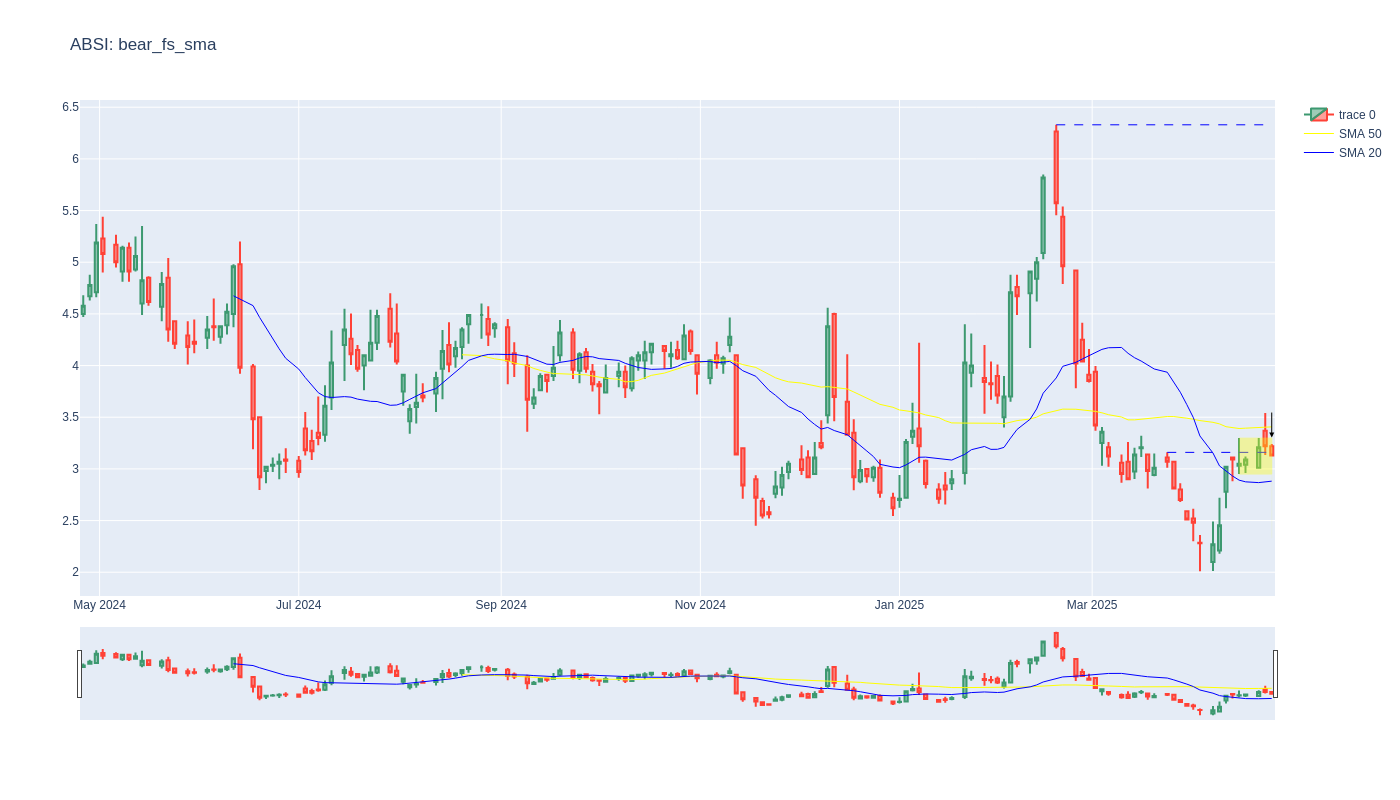 ABSI: bear_fs_sma
6.5
6
5.5
5
4.5
4
3.5
3
2.5
2
May 2024
Jul 2024
Sep 2024
Nov 2024
Jan 2025
Mar 2025
trace 0
SMA 50
SMA 20